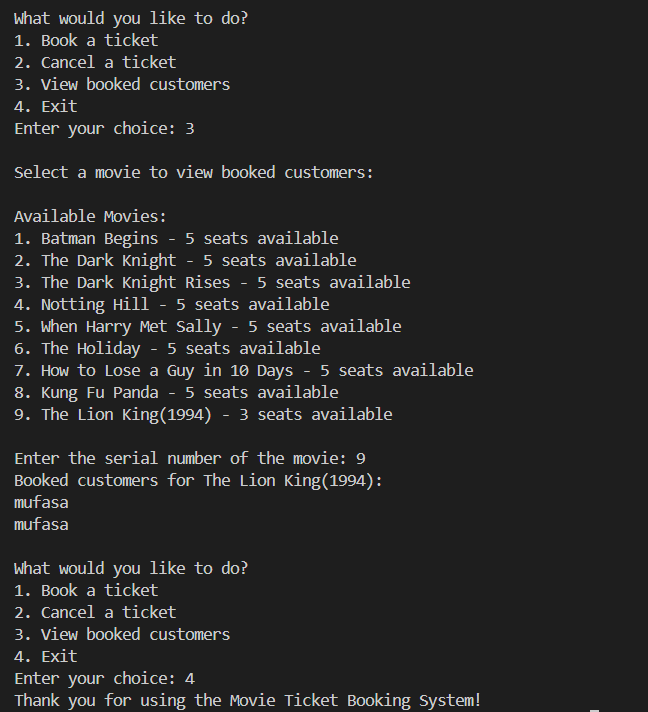 What would you like to do?
1. Book a ticket
2. Cancel a ticket
3. View booked customers
4. Exit
Enter your choice: 3
Select a movie to view booked customers:
Available Movies:
1. Batman Begins - 5 seats available
2. The Dark Knight - 5 seats available
3. The Dark Knight Rises - 5 seats available
4. Notting Hill - 5 seats available
5. When Harry Met Sally - 5 seats available
6. The Holiday - 5 seats available
7. How to Lose a Guy in 10 Days - 5 seats available
8. Kung Fu Panda - 5 seats available
9. The Lion King(1994) - 3 seats available
Enter the serial number of the movie: 9
Booked customers for The Lion King(1994):
mufasa
mufasa
What would you like to do?
1. Book a ticket
2. Cancel a ticket
3. View booked customers
4. Exit
Enter your choice: 4
Thank you for using the Movie Ticket Booking System!